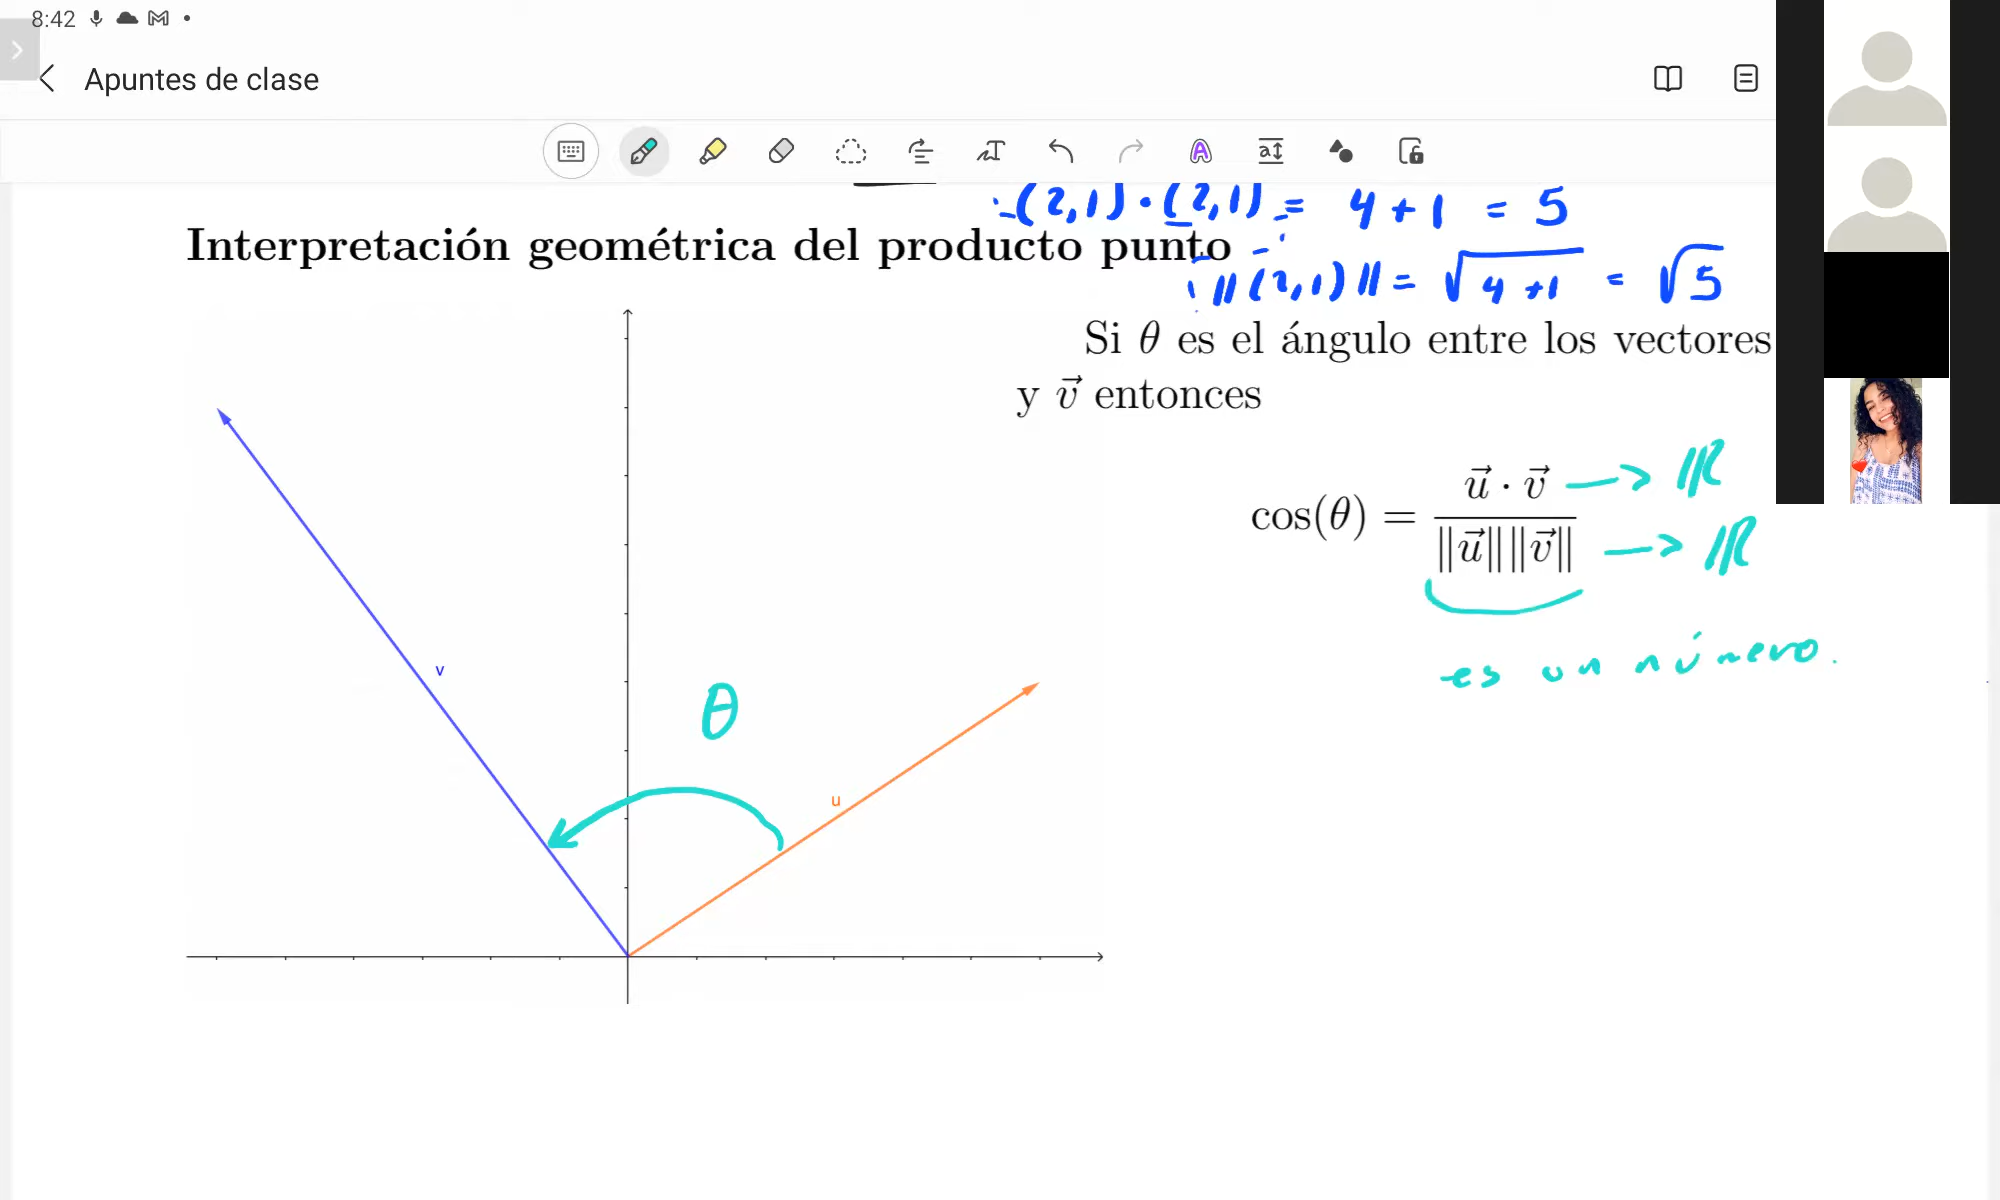 8:42
Apuntes de clase
(2,1) · (2,1) = 4 + 1 = 5
Interpretación geométrica del producto punto
||(2,1)|| = √4+1 = √5
Si θ es el ángulo entre los vectores
y v⃗ entonces
cos(θ) = u⃗ · v⃗ / ‖u⃗‖‖v⃗‖
→ ℝ
→ ℝ
es un número.
v
θ
u